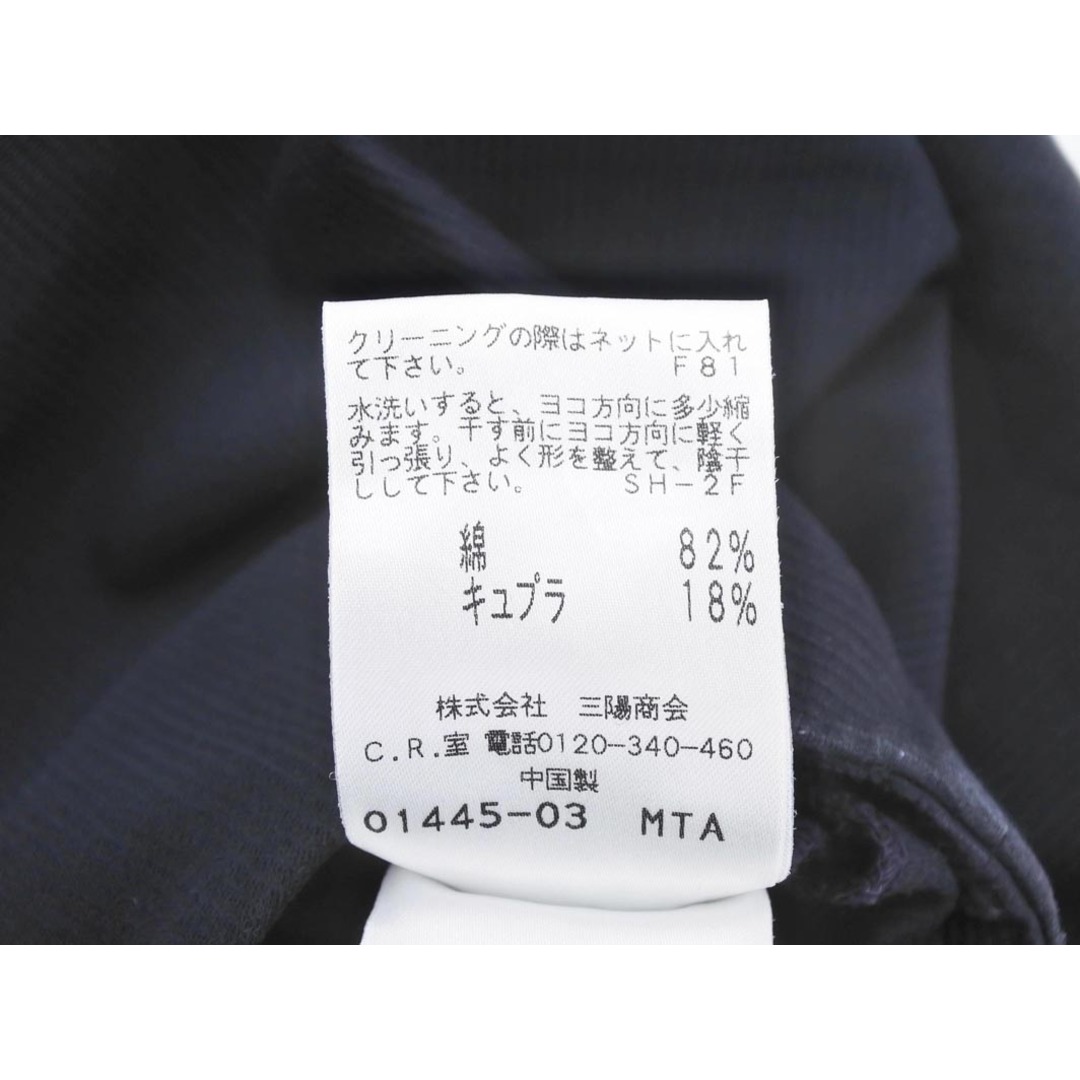 クリーニングの際はネットに入れ
て下さい。 F81
水洗いすると、ヨコ方向に多少縮
みます。干す前にヨコ方向に軽く
引っ張り、よく形を整えて、陰干
しして下さい。 SH-2F
綿 82%
キュプラ 18%
株式会社 三陽商会
C.R.室 電話0120-340-460
中国製
01445-03 MTA